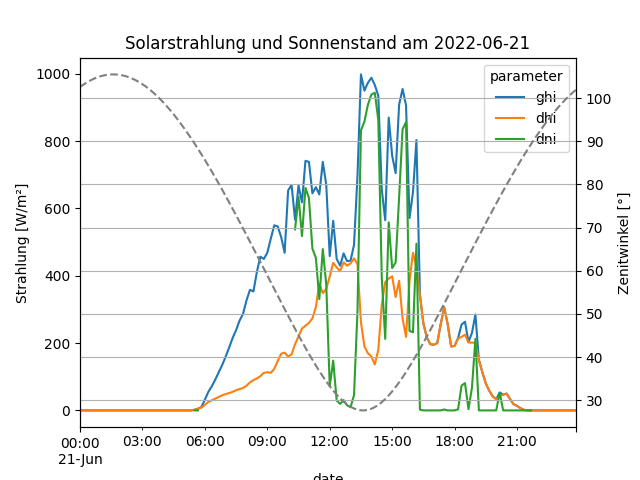 Solarstrahlung und Sonnenstand am 2022-06-21
parameter
ghi
dhi
dni
Strahlung [W/m²]
1000
800
600
400
200
0
Zenitwinkel [°]
100
90
80
70
60
50
40
30
00:00 03:00 06:00 09:00 12:00 15:00 18:00 21:00
21-Jun
date